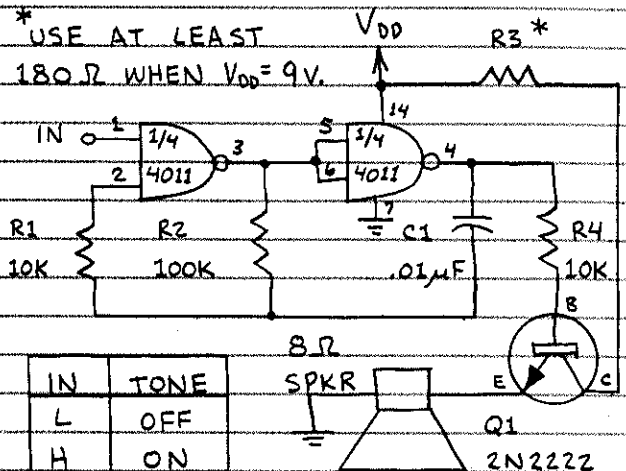 *USE AT LEAST
180Ω WHEN VDD = 9V.
VDD
R3 *
14
IN
1
2
1/4
4011
3
5
6
1/4
4011
4
7
R1
10K
R2
100K
C1
.01μF
R4
10K
B
E
C
Q1
2N2222
8Ω
SPKR
IN TONE
L OFF
H ON